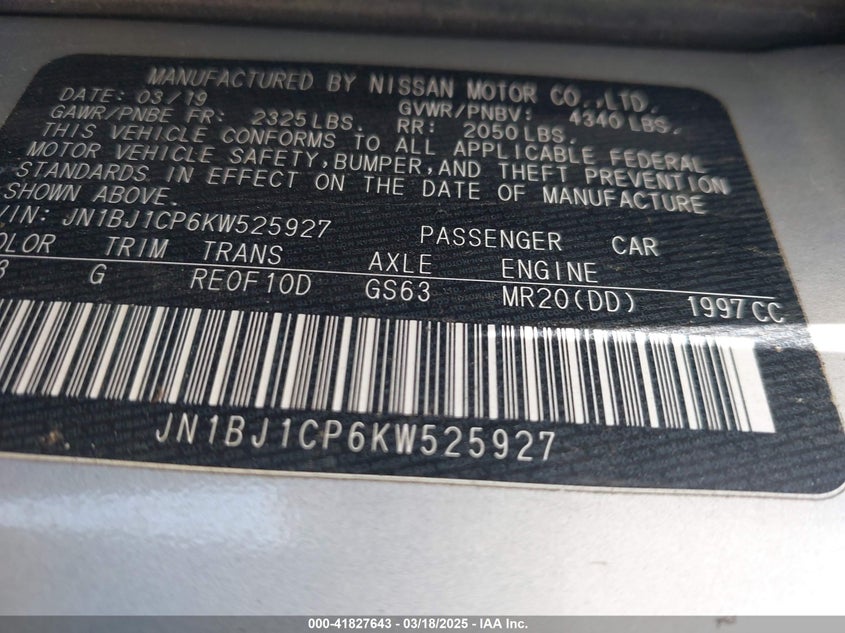 MANUFACTURED BY NISSAN MOTOR CO.,LTD.
DATE: 03/19 GVWR/PNBV: 4340LBS.
GAWR/PNBE FR: 2325LBS. RR: 2050LBS.
THIS VEHICLE CONFORMS TO ALL APPLICABLE FEDERAL
MOTOR VEHICLE SAFETY,BUMPER,AND THEFT PREVENTION
STANDARDS IN EFFECT ON THE DATE OF MANUFACTURE
SHOWN ABOVE.
VIN: JN1BJ1CP6KW525927 PASSENGER CAR
OLOR TRIM TRANS AXLE ENGINE
G RE0F10D GS63 MR20(DD) 1997CC
JN1BJ1CP6KW525927
000-41827643 — 03/18/2025 — IAA Inc.